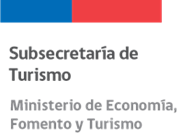 Subsecretaría de
Turismo
Ministerio de Economía,
Fomento y Turismo